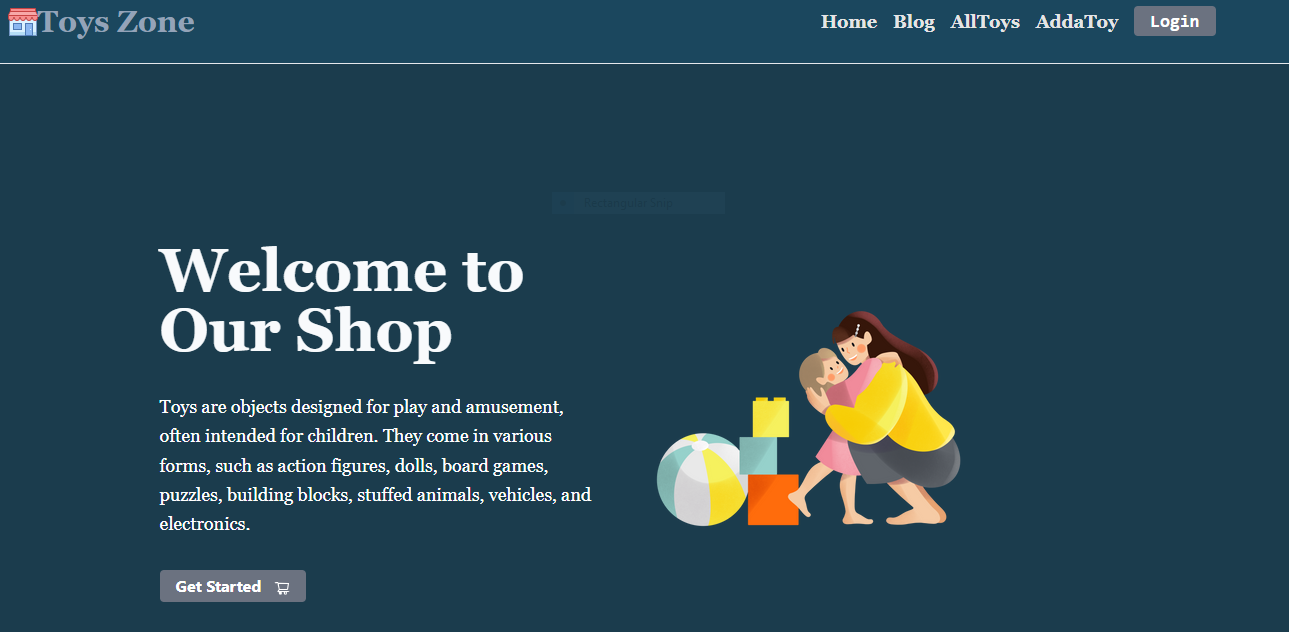 Toys Zone
Home Blog AllToys AddaToy Login
Rectangular Snip
Welcome to
Our Shop
Toys are objects designed for play and amusement,
often intended for children. They come in various
forms, such as action figures, dolls, board games,
puzzles, building blocks, stuffed animals, vehicles, and
electronics.
Get Started